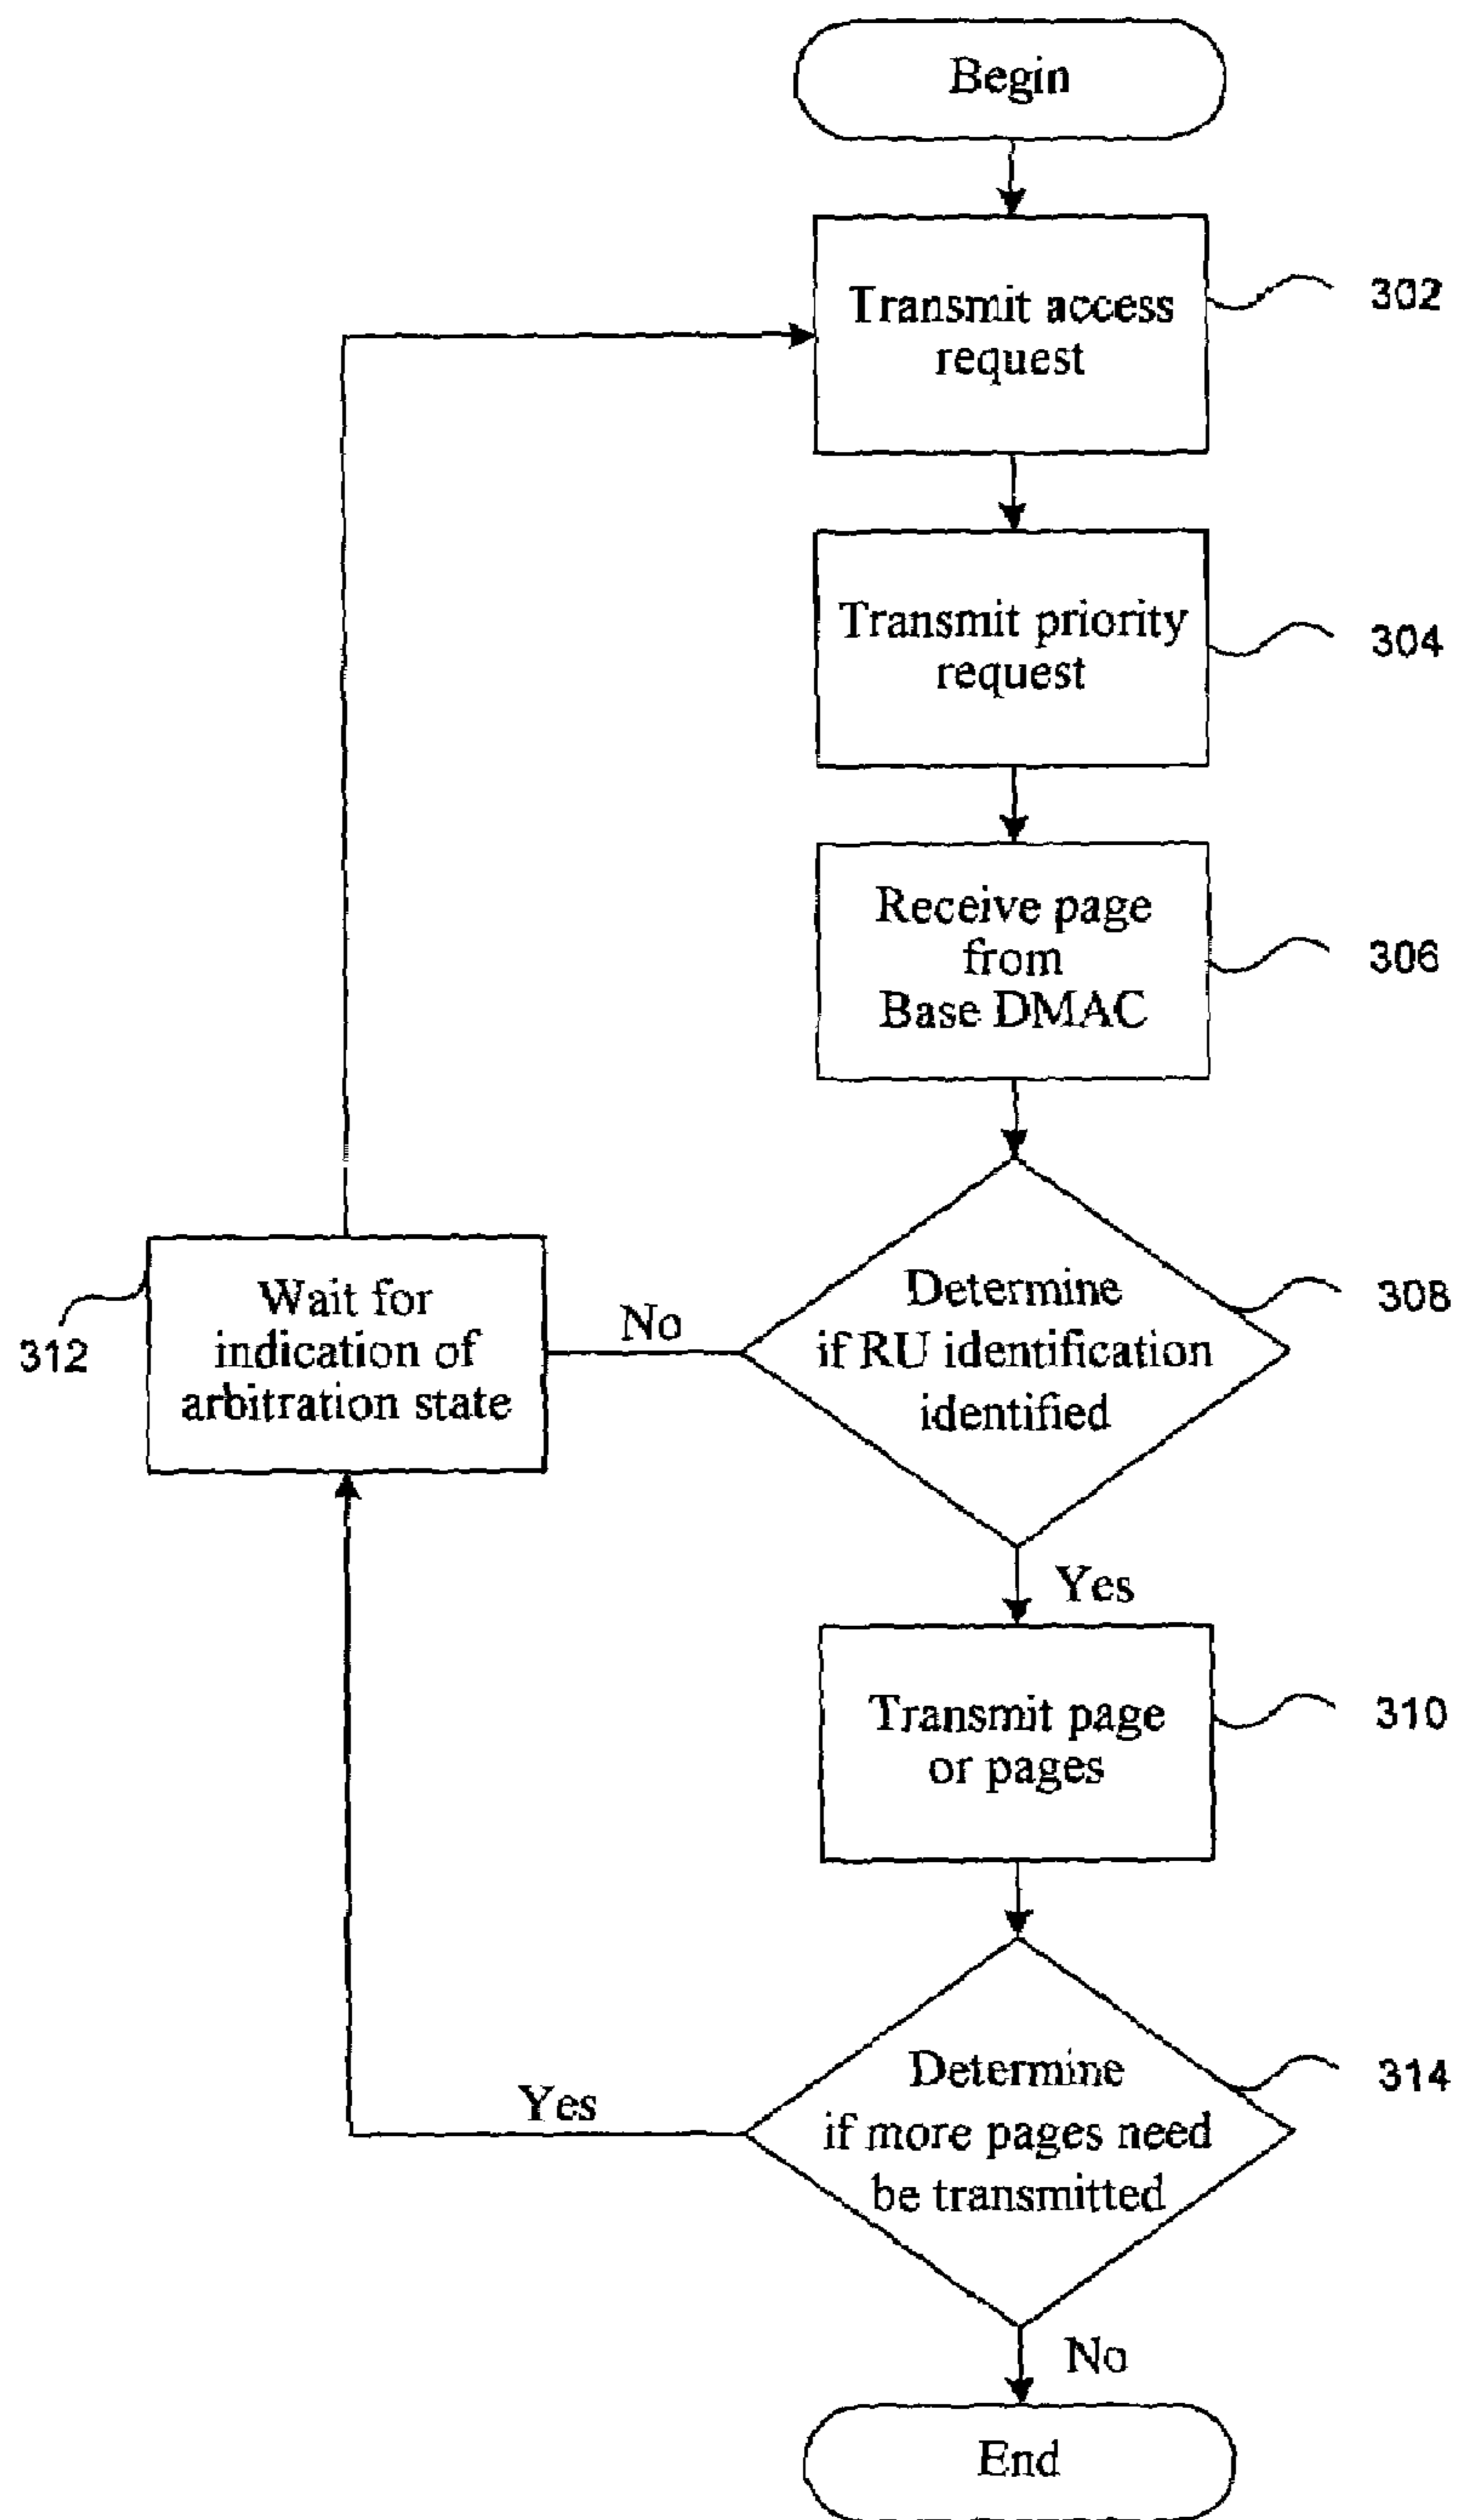 Begin
Transmit access
request
302
Transmit priority
request
304
Receive page
from
Base DMAC
306
Determine
if RU identification
identified
308
No
Wait for
indication of
arbitration state
312
Yes
Transmit page
or pages
310
Determine
if more pages need
be transmitted
314
Yes
No
End